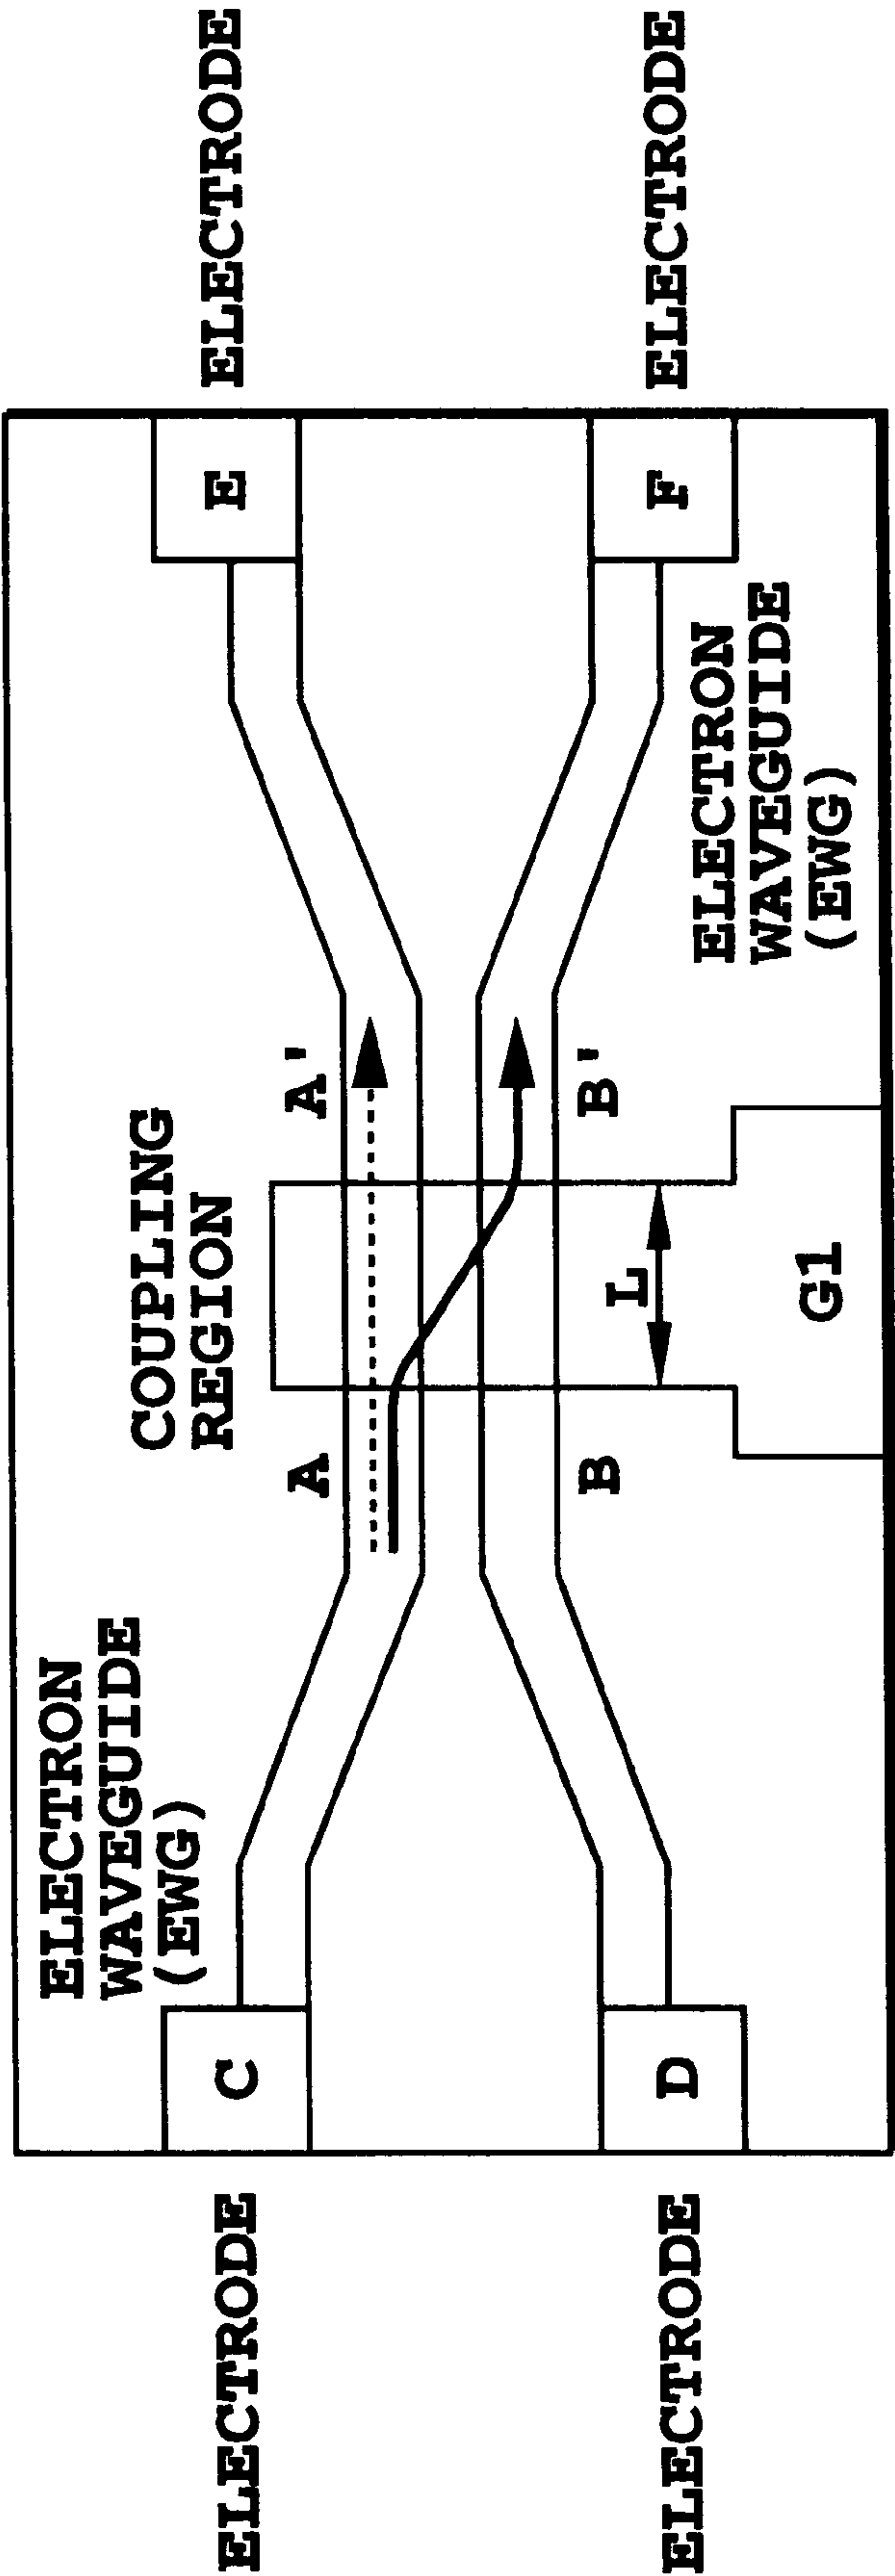 ELECTRON
WAVEGUIDE
(EWG)
COUPLING
REGION
ELECTRODE
C
E
ELECTRODE
A
A'
B
B'
L
ELECTRODE
D
F
ELECTRODE
G1
ELECTRON
WAVEGUIDE
(EWG)